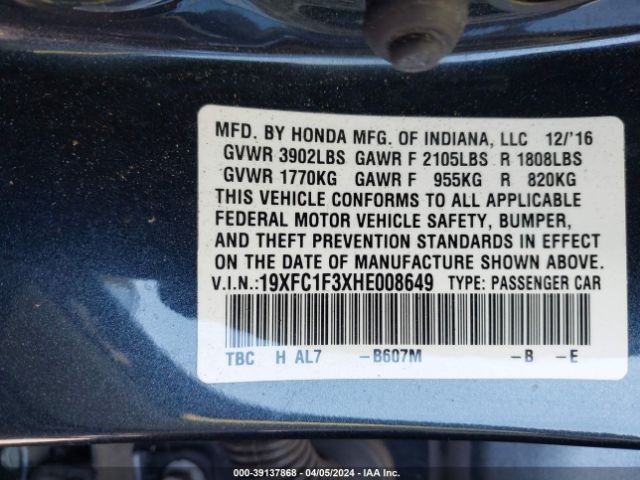 MFD. BY HONDA MFG. OF INDIANA, LLC 12/'16
GVWR 3902LBS GAWR F 2105LBS R 1808LBS
GVWR 1770KG GAWR F 955KG R 820KG
THIS VEHICLE CONFORMS TO ALL APPLICABLE
FEDERAL MOTOR VEHICLE SAFETY, BUMPER,
AND THEFT PREVENTION STANDARDS IN EFFECT
ON THE DATE OF MANUFACTURE SHOWN ABOVE.
V.I.N.:19XFC1F3XHE008649 TYPE: PASSENGER CAR
TBC H AL7 -B607M -B -E
000-39137868 - 04/05/2024 - IAA Inc.